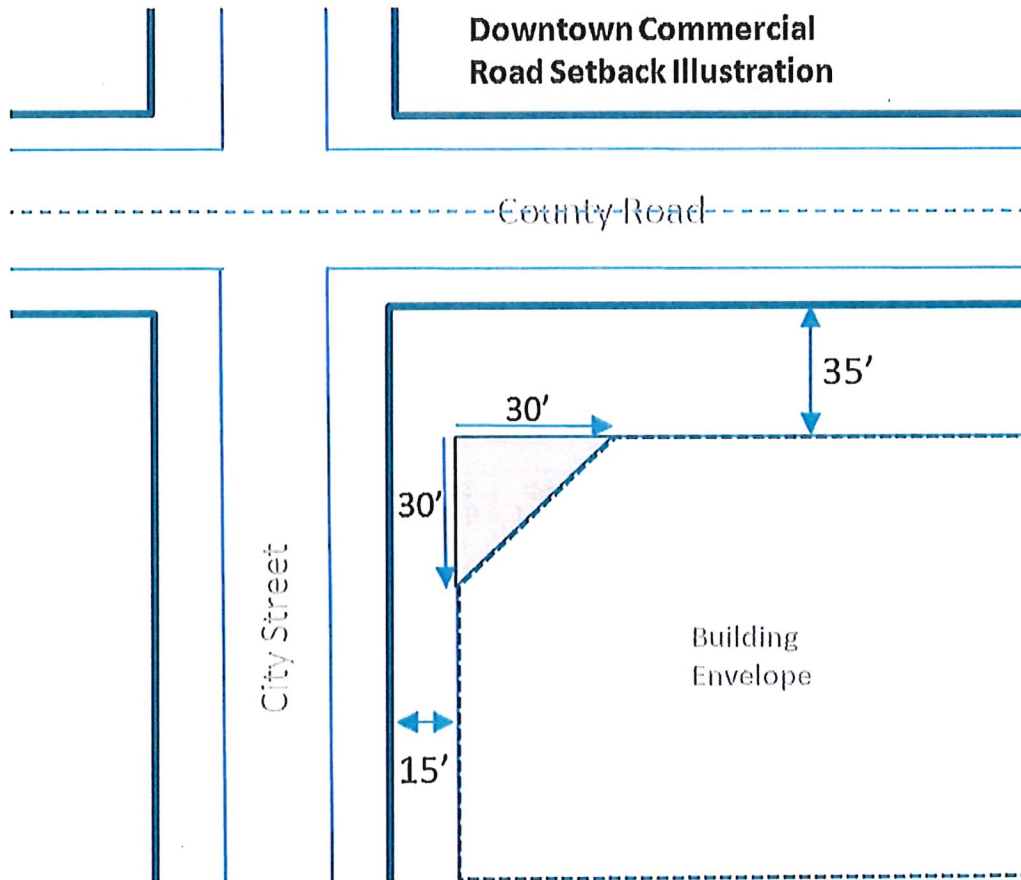 Downtown Commercial
Road Setback Illustration
County Road
35’
30’
30’
City Street
Building
Envelope
15’